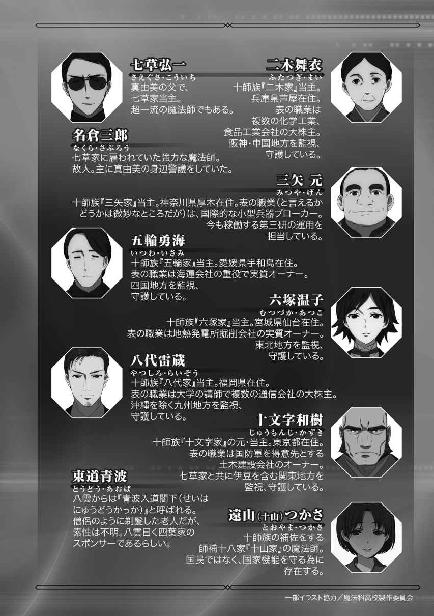 七草弘一
さえぐさ・こういち
真由美の父で、
七草家当主。
超一流の魔法師でもある。
二木舞衣
ふたつぎ・まい
十師族『二木家』当主。
兵庫県芦屋在住。
表の職業は
複数の化学工業、
食品工業会社の大株主。
阪神・中国地方を監視、
守護している。
名倉三郎
なくら・さぶろう
七草家に雇われていた強力な魔法師。
故人。主に真由美の身辺警護をしていた。
三矢 元
みつや・げん
十師族『三矢家』当主。神奈川県厚木在住。表の職業(と言えるか
どうかは微妙なところだが)は、国際的な小型兵器ブローカー。
今も稼働する第三研の運用を
担当している。
五輪勇海
いつわ・いさみ
十師族『五輪家』当主。愛媛県宇和島在住。
表の職業は海運会社の重役で実質オーナー。
四国地方を監視、
守護している。
六塚温子
むつづか・あつこ
十師族『六塚家』当主。宮城県仙台在住。
表の職業は地熱発電所掘削会社の実質オーナー。
東北地方を監視、
守護している。
八代雷蔵
やつしろ・らいぞう
十師族『八代家』当主。福岡県在住。
表の職業は大学の講師で複数の通信会社の大株主。
沖縄を除く九州地方を監視、
守護している。
十文字和樹
じゅうもんじ・かずき
十師族『十文字家』の元・当主。東京都在住。
表の職業は国防軍を得意先とする
土木建設会社のオーナー。
七草家と共に伊豆を含む関東地方を
監視、守護している。
東道青波
とうどう・あおば
八雲からは『青波入道閣下(せいは
にゅうどうかっか)』と呼ばれる。
僧侶のように剃髪した老人だが、
素性は不明。八雲曰く四葉家の
スポンサーであるらしい。
遠山(十山)つかさ
とおやま・つかさ
十師族の補佐をする
師補十八家『十山家』の魔法師。
国民ではなく、国家機能を守る為に
存在する。
一部イラスト協力/魔法科高校製作委員会